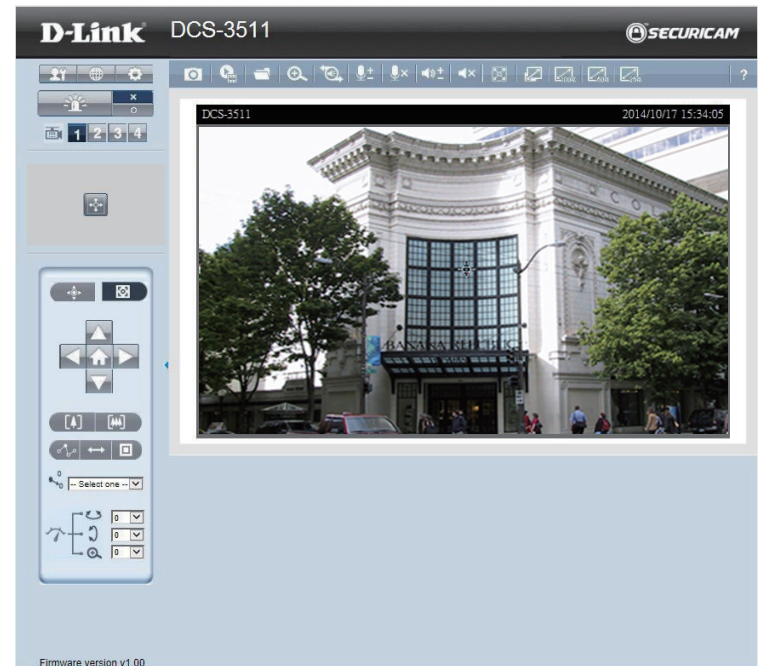 D-Link DCS-3511 SECURICAM
?
× ○
1 2 3 4
DCS-3511 2014/10/17 15:34:05
BANANA REPUBLIC
-- Select one --
0
0
0
Firmware version v1.00